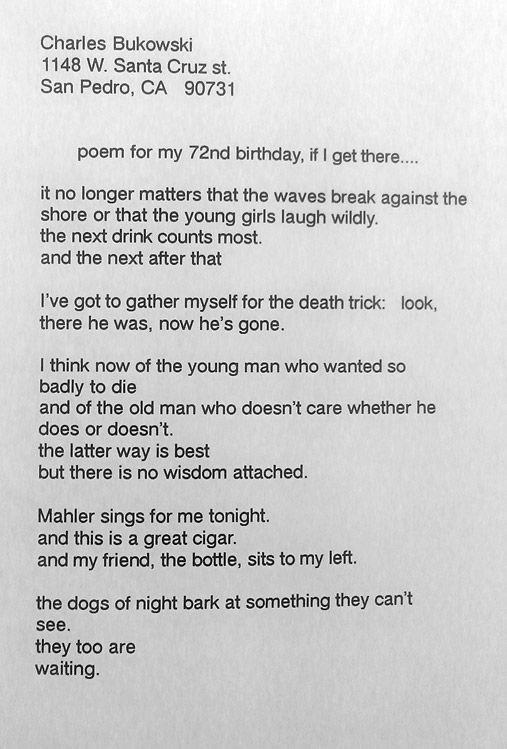 Charles Bukowski
1148 W. Santa Cruz st.
San Pedro, CA 90731
poem for my 72nd birthday, if I get there....
it no longer matters that the waves break against the
shore or that the young girls laugh wildly.
the next drink counts most.
and the next after that
I've got to gather myself for the death trick: look,
there he was, now he's gone.
I think now of the young man who wanted so
badly to die
and of the old man who doesn't care whether he
does or doesn't.
the latter way is best
but there is no wisdom attached.
Mahler sings for me tonight.
and this is a great cigar.
and my friend, the bottle, sits to my left.
the dogs of night bark at something they can't
see.
they too are
waiting.